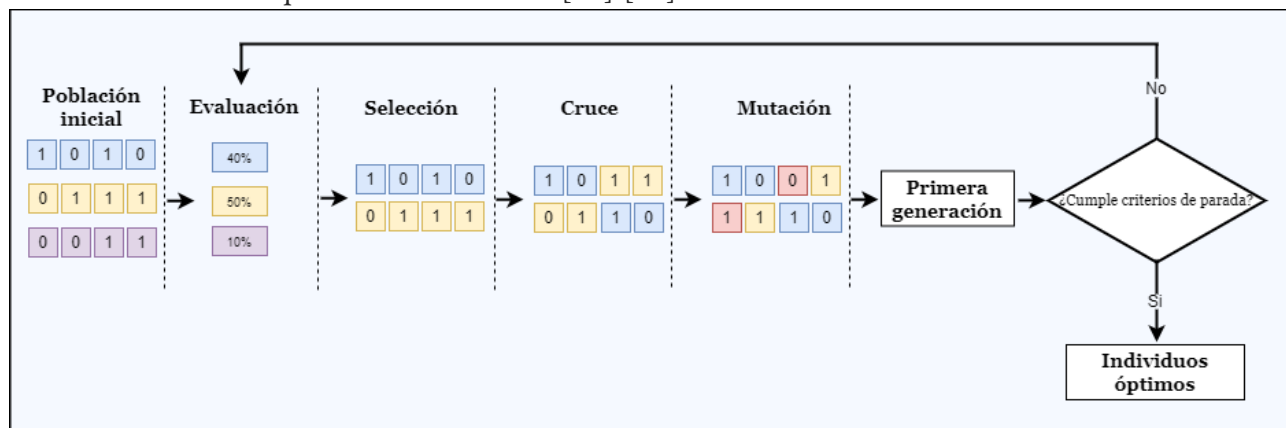 Población
inicial
1 0 1 0
0 1 1 1
0 0 1 1
Evaluación
40%
50%
10%
Selección
1 0 1 0
0 1 1 1
Cruce
1 0 1 1
0 1 1 0
Mutación
1 0 0 1
1 1 1 0
Primera
generación
¿Cumple criterios de parada?
No
Si
Individuos
óptimos